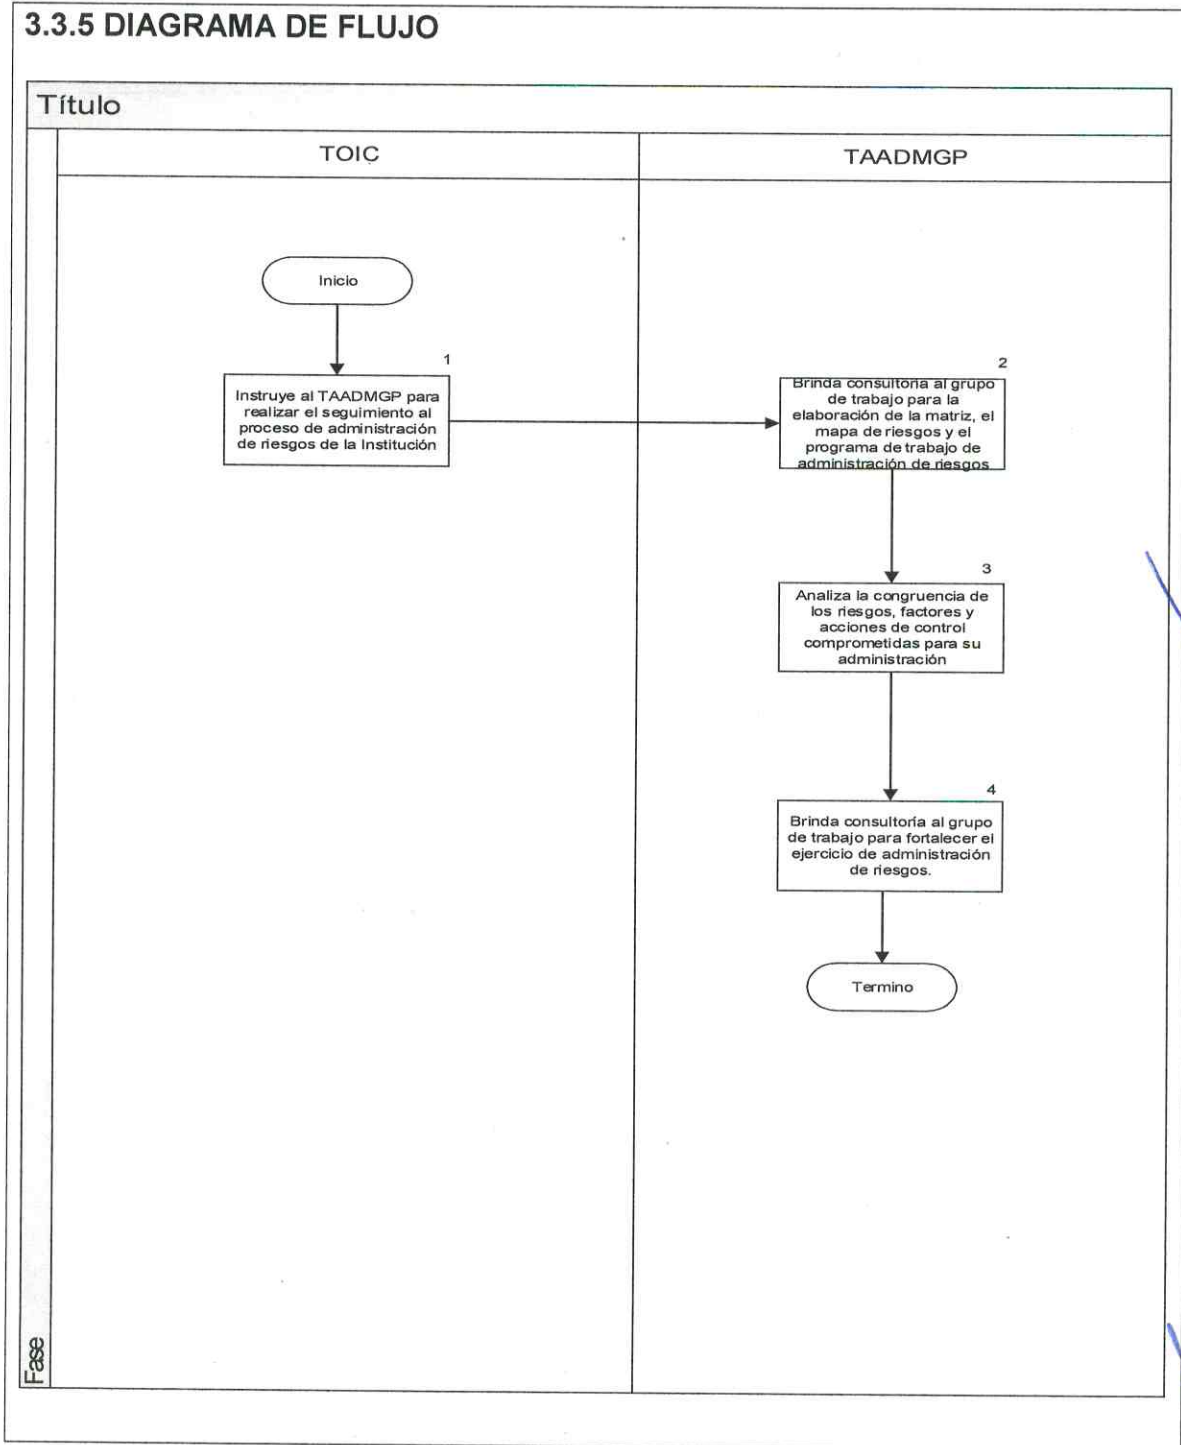 3.3.5 DIAGRAMA DE FLUJO
Título
TOIC
TAADMGP
Inicio
1
Instruye al TAADMGP para
realizar el seguimiento al
proceso de administración
de riesgos de la Institución
2
Brinda consultoría al grupo
de trabajo para la
elaboración de la matriz, el
mapa de riesgos y el
programa de trabajo de
administración de riesgos
3
Analiza la congruencia de
los riesgos, factores y
acciones de control
comprometidas para su
administración
4
Brinda consultoría al grupo
de trabajo para fortalecer el
ejercicio de administración
de riesgos.
Termino
Fase